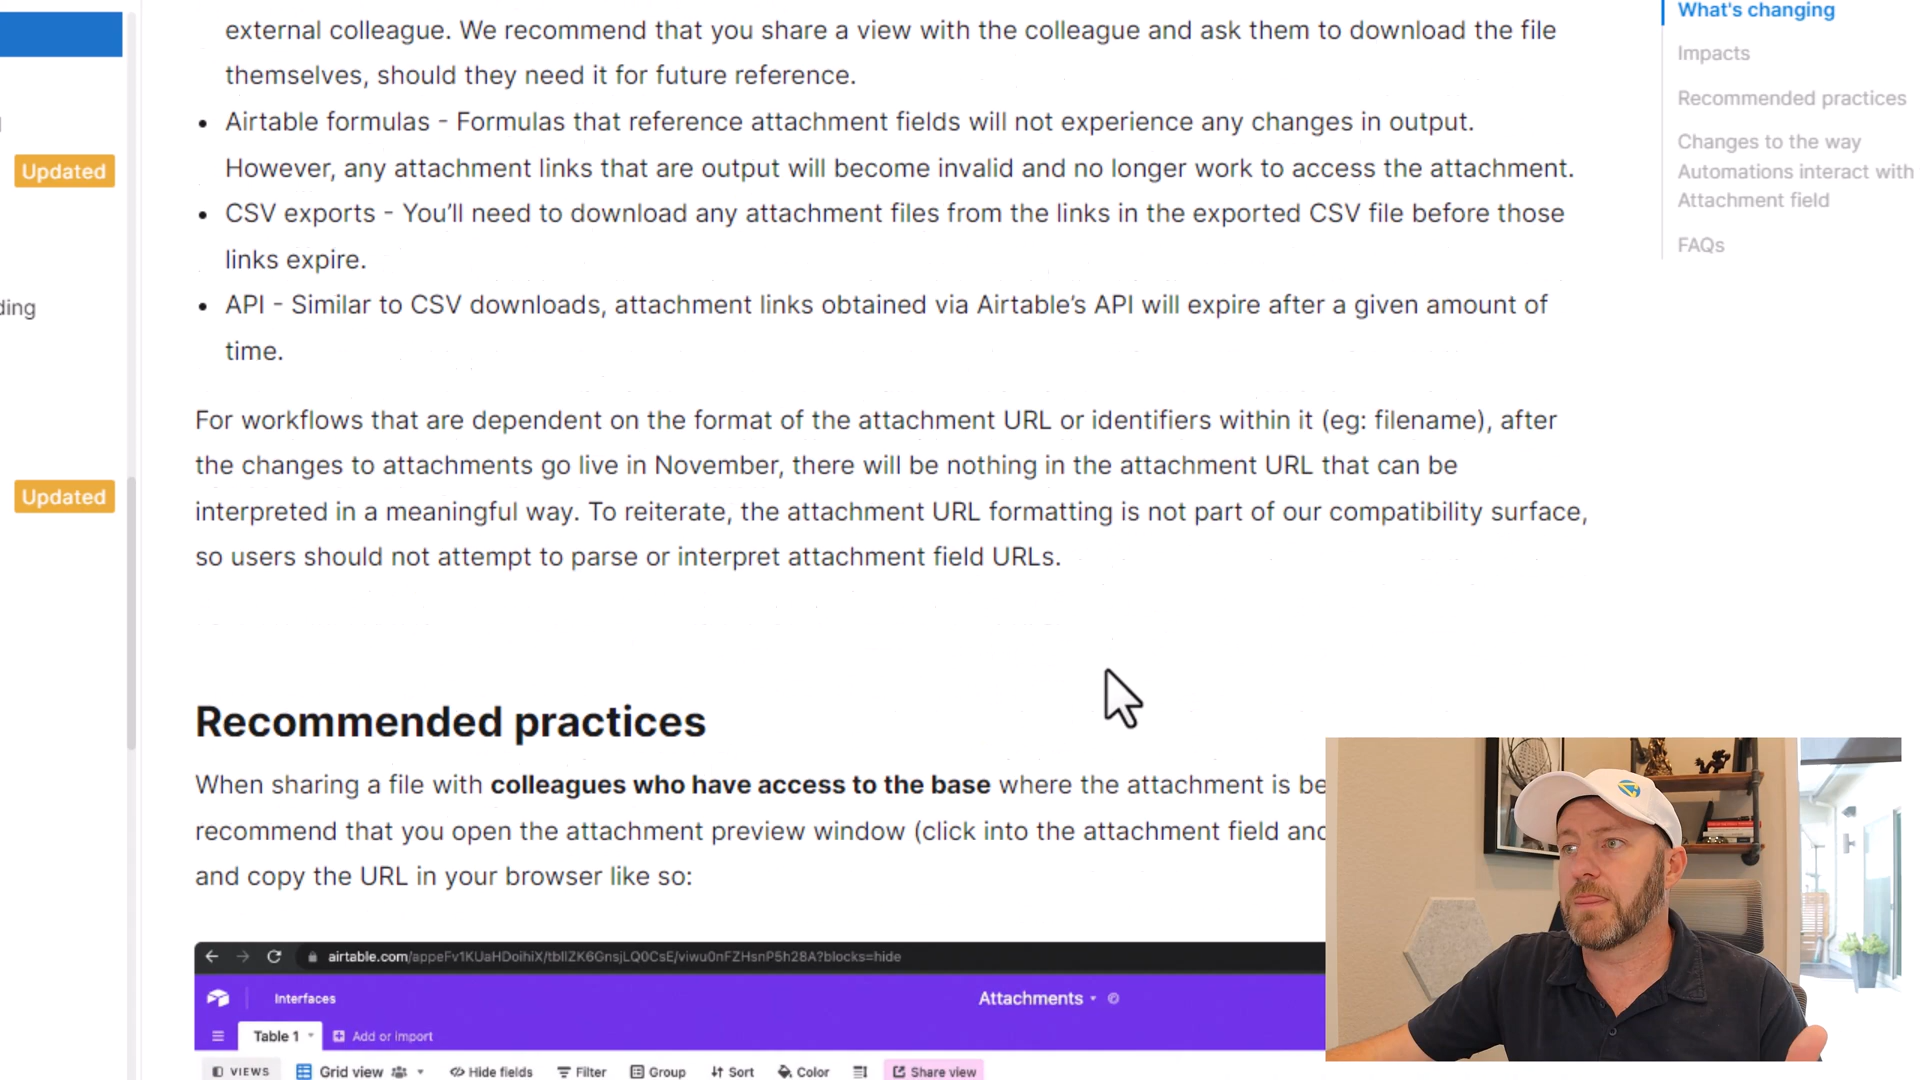 external colleague. We recommend that you share a view with the colleague and ask them to download the file
themselves, should they need it for future reference.
• Airtable formulas - Formulas that reference attachment fields will not experience any changes in output.
However, any attachment links that are output will become invalid and no longer work to access the attachment.
• CSV exports - You’ll need to download any attachment files from the links in the exported CSV file before those
links expire.
• API - Similar to CSV downloads, attachment links obtained via Airtable’s API will expire after a given amount of
time.
For workflows that are dependent on the format of the attachment URL or identifiers within it (eg: filename), after
the changes to attachments go live in November, there will be nothing in the attachment URL that can be
interpreted in a meaningful way. To reiterate, the attachment URL formatting is not part of our compatibility surface,
so users should not attempt to parse or interpret attachment field URLs.
Recommended practices
When sharing a file with colleagues who have access to the base where the attachment is be
recommend that you open the attachment preview window (click into the attachment field and
and copy the URL in your browser like so:
airtable.com/appeFv1KUaHDoihiX/tblIZK6GnsjLQ0CsE/viwu0nFZHsnP5h28A?blocks=hide
Interfaces
Attachments
Table 1
Add or import
VIEWS
Grid view
Hide fields
Filter
Group
Sort
Color
Share view
Updated
ding
Updated
What's changing
Impacts
Recommended practices
Changes to the way
Automations interact with
Attachment field
FAQs